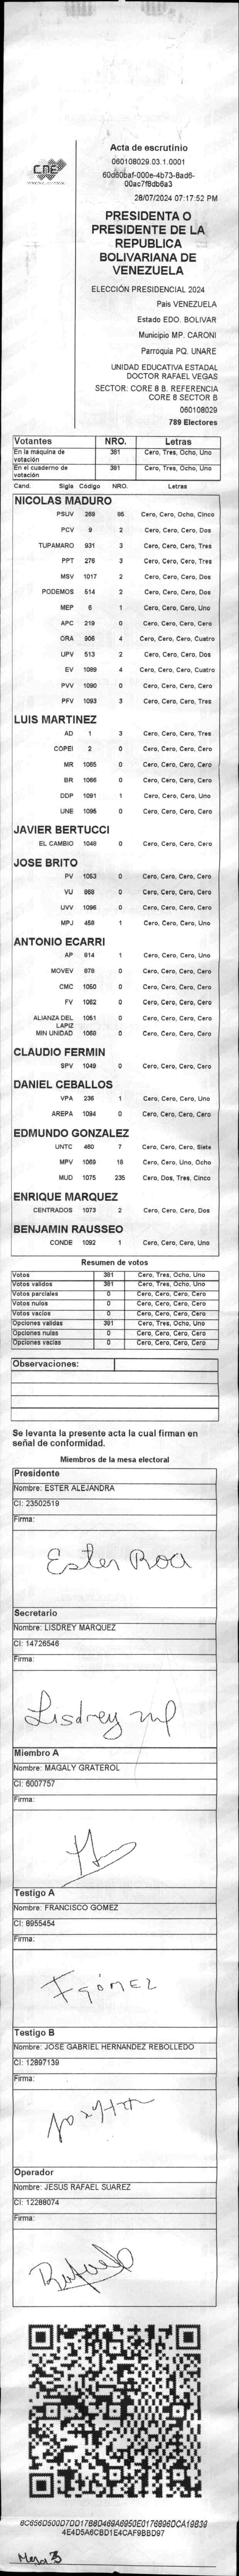 CNE
Acta de escrutinio
060108029.03.1.0001
28/07/2024 07:17:52 PM
PRESIDENTA O
PRESIDENTE DE LA
REPUBLICA
BOLIVARIANA DE
VENEZUELA
ELECCIÓN PRESIDENCIAL 2024
País VENEZUELA
Estado EDO. BOLIVAR
Municipio MP. CARONI
Parroquia PQ. UNARE
UNIDAD EDUCATIVA ESTADAL
DOCTOR RAFAEL VEGAS
SECTOR: CORE 8 B. REFERENCIA
CORE 8 SECTOR B
060108029
789 Electores
Votantes NRO. Letras
En la máquina de votación 381 Cero, Tres, Ocho, Uno
En el cuaderno de votación 381 Cero, Tres, Ocho, Uno
Cand. Sigla Código NRO. Letras
NICOLAS MADURO
PSUV 269 85 Cero, Cero, Ocho, Cinco
PCV 9 2 Cero, Cero, Cero, Dos
TUPAMARO 931 3 Cero, Cero, Cero, Tres
PPT 276 3 Cero, Cero, Cero, Tres
MSV 1017 2 Cero, Cero, Cero, Dos
PODEMOS 514 2 Cero, Cero, Cero, Dos
MEP 6 1 Cero, Cero, Cero, Uno
APC 219 0 Cero, Cero, Cero, Cero
ORA 906 4 Cero, Cero, Cero, Cuatro
UPV 513 2 Cero, Cero, Cero, Dos
EV 1089 4 Cero, Cero, Cero, Cuatro
PVV 1090 0 Cero, Cero, Cero, Cero
PFV 1093 3 Cero, Cero, Cero, Tres
LUIS MARTINEZ
AD 1 3 Cero, Cero, Cero, Tres
COPEI 2 0 Cero, Cero, Cero, Cero
MR 1065 0 Cero, Cero, Cero, Cero
BR 1066 0 Cero, Cero, Cero, Cero
DDP 1091 1 Cero, Cero, Cero, Uno
UNE 1095 0 Cero, Cero, Cero, Cero
JAVIER BERTUCCI
EL CAMBIO 1048 0 Cero, Cero, Cero, Cero
JOSE BRITO
PV 1053 0 Cero, Cero, Cero, Cero
VU 868 0 Cero, Cero, Cero, Cero
UVV 1096 0 Cero, Cero, Cero, Cero
MPJ 458 1 Cero, Cero, Cero, Uno
ANTONIO ECARRI
AP 814 1 Cero, Cero, Cero, Uno
MOVEV 878 0 Cero, Cero, Cero, Cero
CMC 1050 0 Cero, Cero, Cero, Cero
FV 1062 0 Cero, Cero, Cero, Cero
ALIANZA DEL LAPIZ 1051 0 Cero, Cero, Cero, Cero
MIN UNIDAD 1068 0 Cero, Cero, Cero, Cero
CLAUDIO FERMIN
SPV 1049 0 Cero, Cero, Cero, Cero
DANIEL CEBALLOS
VPA 236 1 Cero, Cero, Cero, Uno
AREPA 1094 0 Cero, Cero, Cero, Cero
EDMUNDO GONZALEZ
UNTC 460 7 Cero, Cero, Cero, Siete
MPV 1069 18 Cero, Cero, Uno, Ocho
MUD 1075 235 Cero, Dos, Tres, Cinco
ENRIQUE MARQUEZ
CENTRADOS 1073 2 Cero, Cero, Cero, Dos
BENJAMIN RAUSSEO
CONDE 1092 1 Cero, Cero, Cero, Uno
Resumen de votos
Votos 381 Cero, Tres, Ocho, Uno
Votos validos 381 Cero, Tres, Ocho, Uno
Votos parciales 0 Cero, Cero, Cero, Cero
Votos nulos 0 Cero, Cero, Cero, Cero
Votos vacios 0 Cero, Cero, Cero, Cero
Opciones validas 381 Cero, Tres, Ocho, Uno
Opciones nulas 0 Cero, Cero, Cero, Cero
Opciones vacias 0 Cero, Cero, Cero, Cero
Observaciones:
Se levanta la presente acta la cual firman en
señal de conformidad.
Miembros de la mesa electoral
Presidente
Nombre: ESTER ALEJANDRA
CI: 23502519
Firma:
Ester Roa
Secretario
Nombre: LISDREY MARQUEZ
CI: 14726546
Firma:
Lisdrey m
Miembro A
Nombre: MAGALY GRATEROL
CI: 6007757
Firma:
Testigo A
Nombre: FRANCISCO GOMEZ
CI: 8955454
Firma:
F gómez
Testigo B
Nombre: JOSE GABRIEL HERNANDEZ REBOLLEDO
CI: 12897139
Firma:
Operador
Nombre: JESUS RAFAEL SUAREZ
CI: 12288074
Firma:
Mesa 3